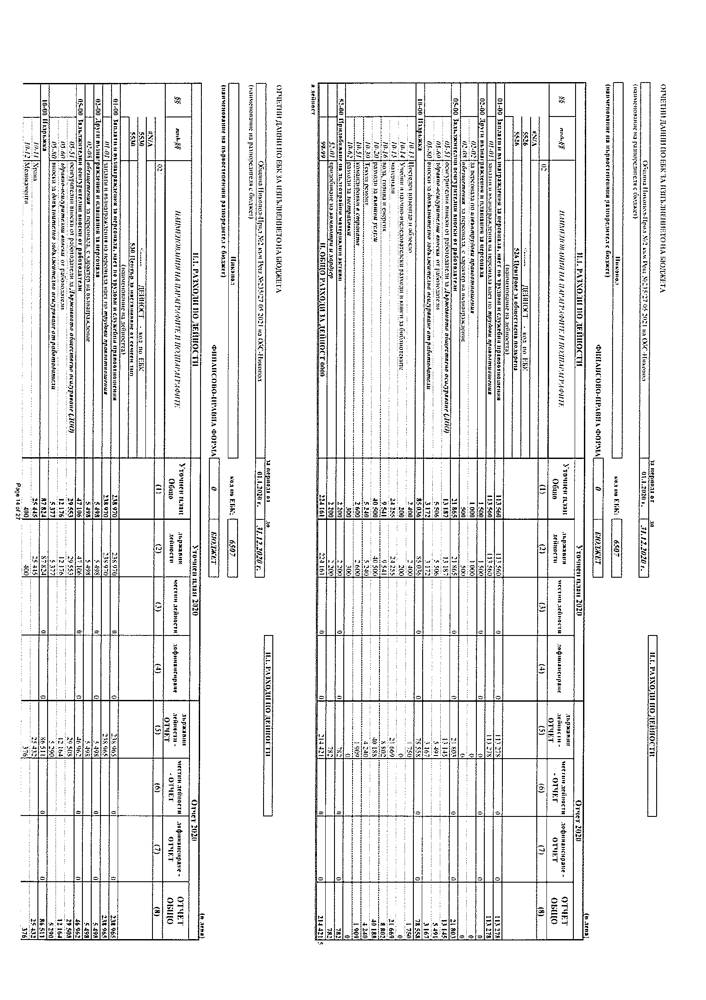 ОТЧЕТНИ ДАННИ ПО ЕБК ЗА ИЗПЪЛНЕНИЕТО НА БЮДЖЕТА
II.1. РАЗХОДИ ПО ДЕЙНОСТИ
за периода от до
Община Никопол-Прил №2 към Реш №235/27 05 2021 на ОбС-Никопол 01.1.2020 г. 31.12.2020 г.
(наименование на разпоредителя с бюджет)
Никопол код по ЕБК: 6507
(наименование на първостепенния разпоредител с бюджет)
ФИНАНСОВО-ПРАВНА ФОРМА 0 БЮДЖЕТ
(в лева)
II.1. РАЗХОДИ ПО ДЕЙНОСТИ Уточнен план 2020 Отчет 2020
§§ под-§§ НАИМЕНОВАНИЯ НА ПАРАГРАФИТЕ И ПОДПАРАГРАФИТЕ Уточнен план Общо държавни дейности местни дейности дофинансиране държавни дейности - ОТЧЕТ местни дейности - ОТЧЕТ дофинансиране - ОТЧЕТ ОТЧЕТ ОБЩО
02 (1) (2) (3) (4) (5) (6) (7) (8)
#N/A
5526 <------ ДЕЙНОСТ - код по ЕБК
5526 526 Центрове за обществена подкрепа
(наименование на дейността)
01-00 Заплати и възнаграждения за персонала, нает по трудови и служебни правоотношения 113 560 113 560 0 0 113 278 0 0 113 278
01-01 заплати и възнаграждения на персонала нает по трудови правоотношения 113 560 113 560 113 278 113 278
02-00 Други възнаграждения и плащания за персонала 1 500 1 500 0 0 0 0 0 0
02-02 за персонала по извънтрудови правоотношения 1 000 1 000 0 0
02-08 обезщетения за персонала, с характер на възнаграждение 500 500 0 0
05-00 Задължителни осигурителни вноски от работодатели 21 865 21 865 0 0 21 803 0 0 21 803
05-51 осигурителни вноски от работодатели за Държавното обществено осигуряване (ДОО) 13 187 13 187 13 145 13 145
05-60 здравно-осигурителни вноски от работодатели 5 506 5 506 5 491 5 491
05-80 вноски за допълнително задължително осигуряване от работодатели 3 172 3 172 3 167 3 167
10-00 Издръжка 85 036 85 036 0 0 78 558 0 0 78 558
10-13 Постелен инвентар и облекло 2 400 2 400 1 750 1 750
10-14 Учебни и научно-изследователски разходи и книги за библиотеките 200 200 0 0
10-15 материали 24 255 24 255 21 669 21 669
10-16 вода, горива и енергия 9 541 9 541 8 802 8 802
10-20 разходи за външни услуги 40 500 40 500 40 188 40 188
10-30 Текущ ремонт 5 240 5 240 4 240 4 240
10-51 командировки в страната 2 600 2 600 1 909 1 909
10-62 разходи за застраховки 300 300 0 0
52-00 Придобиване на дълготрайни материални активи 2 200 2 200 0 0 782 0 0 782
52-01 придобиване на компютри и хардуер 2 200 2 200 782 782
99-99 II. ОБЩО РАЗХОДИ ЗА ДЕЙНОСТ 0000 224 161 224 161 0 0 214 421 0 0 214 421
а дейност
ОТЧЕТНИ ДАННИ ПО ЕБК ЗА ИЗПЪЛНЕНИЕТО НА БЮДЖЕТА
II.1. РАЗХОДИ ПО ДЕЙНОСТИ
за периода от до
Община Никопол-Прил №2 към Реш №235/27 05 2021 на ОбС-Никопол 01.1.2020 г. 31.12.2020 г.
(наименование на разпоредителя с бюджет)
Никопол код по ЕБК: 6507
(наименование на първостепенния разпоредител с бюджет)
ФИНАНСОВО-ПРАВНА ФОРМА 0 БЮДЖЕТ
(в лева)
II.1. РАЗХОДИ ПО ДЕЙНОСТИ Уточнен план 2020 Отчет 2020
§§ под-§§ НАИМЕНОВАНИЯ НА ПАРАГРАФИТЕ И ПОДПАРАГРАФИТЕ Уточнен план Общо държавни дейности местни дейности дофинансиране държавни дейности - ОТЧЕТ местни дейности - ОТЧЕТ дофинансиране - ОТЧЕТ ОТЧЕТ ОБЩО
02 (1) (2) (3) (4) (5) (6) (7) (8)
#N/A
5530 <------ ДЕЙНОСТ - код по ЕБК
5530 530 Център за настаняване от семеен тип
(наименование на дейността)
01-00 Заплати и възнаграждения за персонала, нает по трудови и служебни правоотношения 238 970 238 970 0 0 238 965 0 0 238 965
01-01 заплати и възнаграждения на персонала нает по трудови правоотношения 238 970 238 970 238 965 238 965
02-00 Други възнаграждения и плащания за персонала 5 498 5 498 0 0 5 498 0 0 5 498
02-08 обезщетения за персонала, с характер на възнаграждение 5 498 5 498 5 498 5 498
05-00 Задължителни осигурителни вноски от работодатели 47 106 47 106 0 0 46 962 0 0 46 962
05-51 осигурителни вноски от работодатели за Държавното обществено осигуряване (ДОО) 29 553 29 553 29 508 29 508
05-60 здравно-осигурителни вноски от работодатели 12 176 12 176 12 164 12 164
05-80 вноски за допълнително задължително осигуряване от работодатели 5 377 5 377 5 290 5 290
10-00 Издръжка 87 824 87 824 0 0 86 511 0 0 86 511
10-11 Храна 25 445 25 445 25 432 25 432
10-12 Медикаменти 400 400 376 376
Page 14 of 27